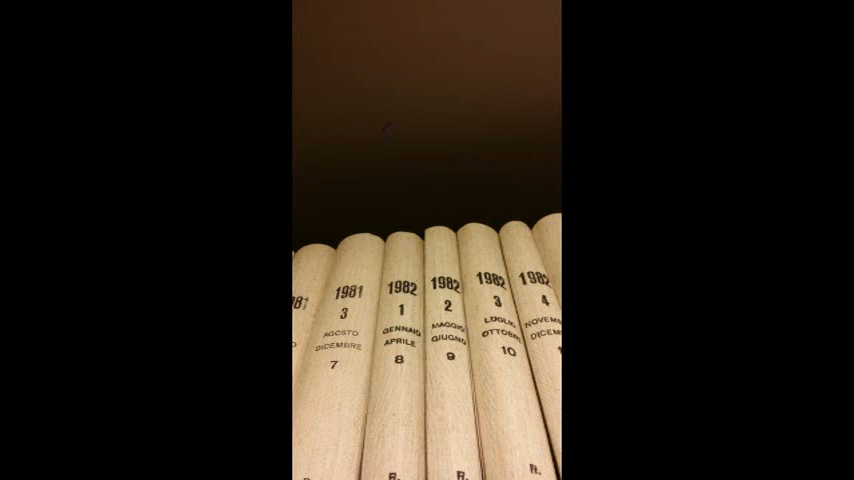 81
1981
3
AGOSTO
DICEMBRE
7
1982
1
GENNAIO
APRILE
8
R.
1982
2
MAGGIO
GIUGNO
9
R.
1982
3
LUGLIO
OTTOBRE
10
R.
1982
4